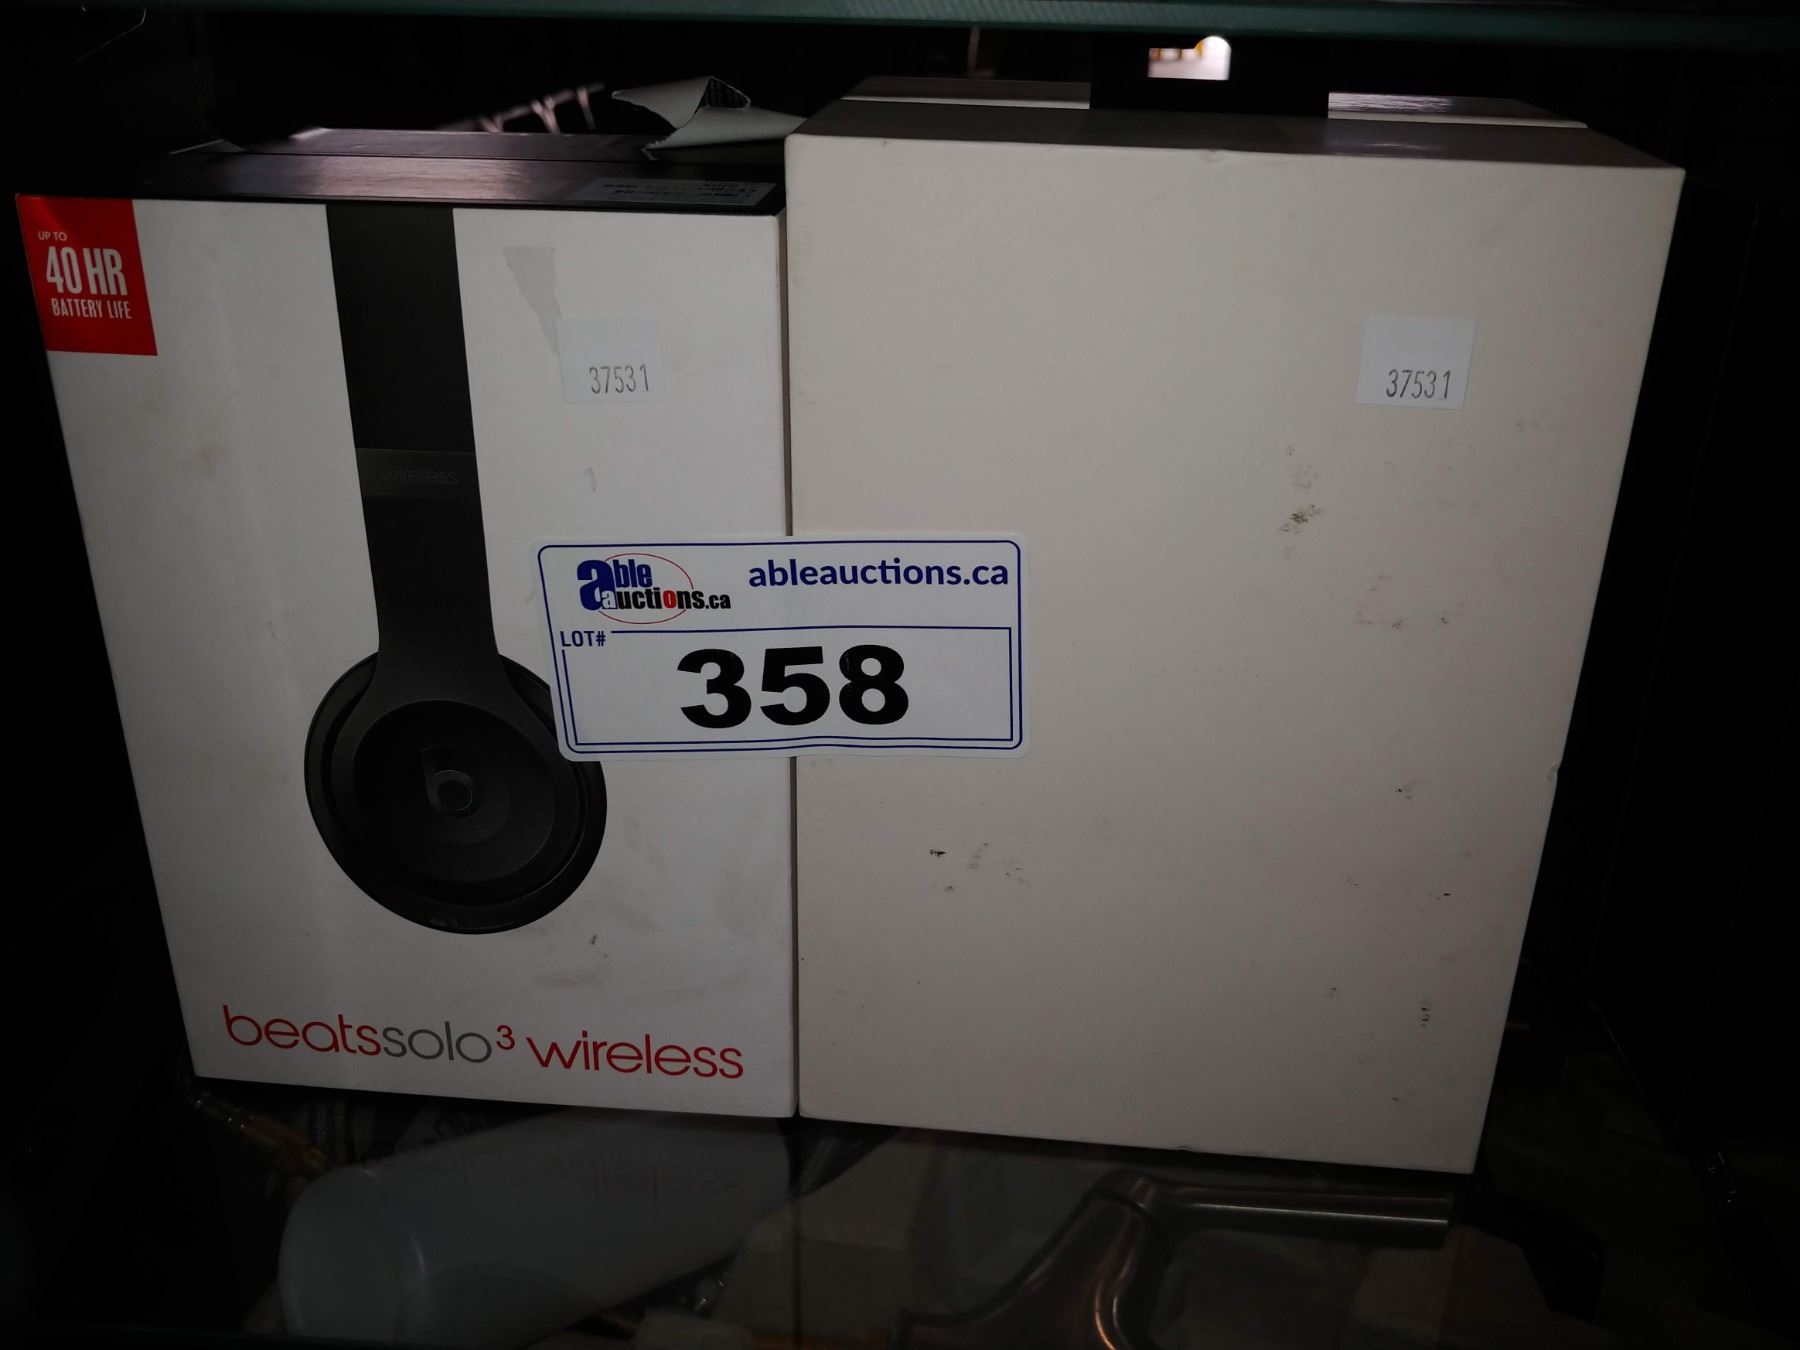 UP TO
40 HR
BATTERY LIFE
wireless
37531
37531
able
auctions.ca
ableauctions.ca
LOT#
358
b
beatssolo3 wireless